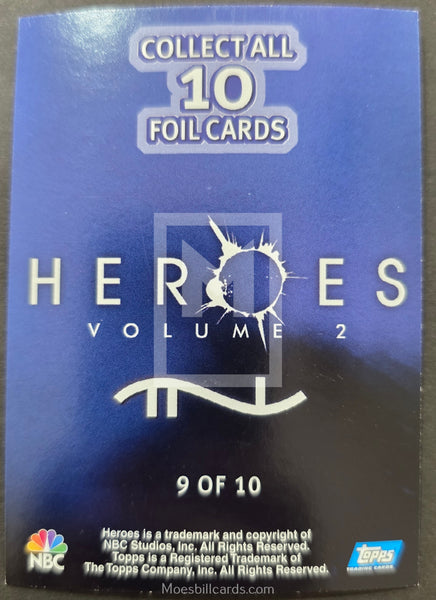 COLLECT ALL
10
FOIL CARDS
HEROES
VOLUME 2
9 OF 10
Heroes is a trademark and copyright of
NBC Studios, Inc. All Rights Reserved.
Topps is a Registered Trademark of
The Topps Company, Inc. All Rights Reserved.
NBC
Topps
TRADING CARDS
Moesbillcards.com